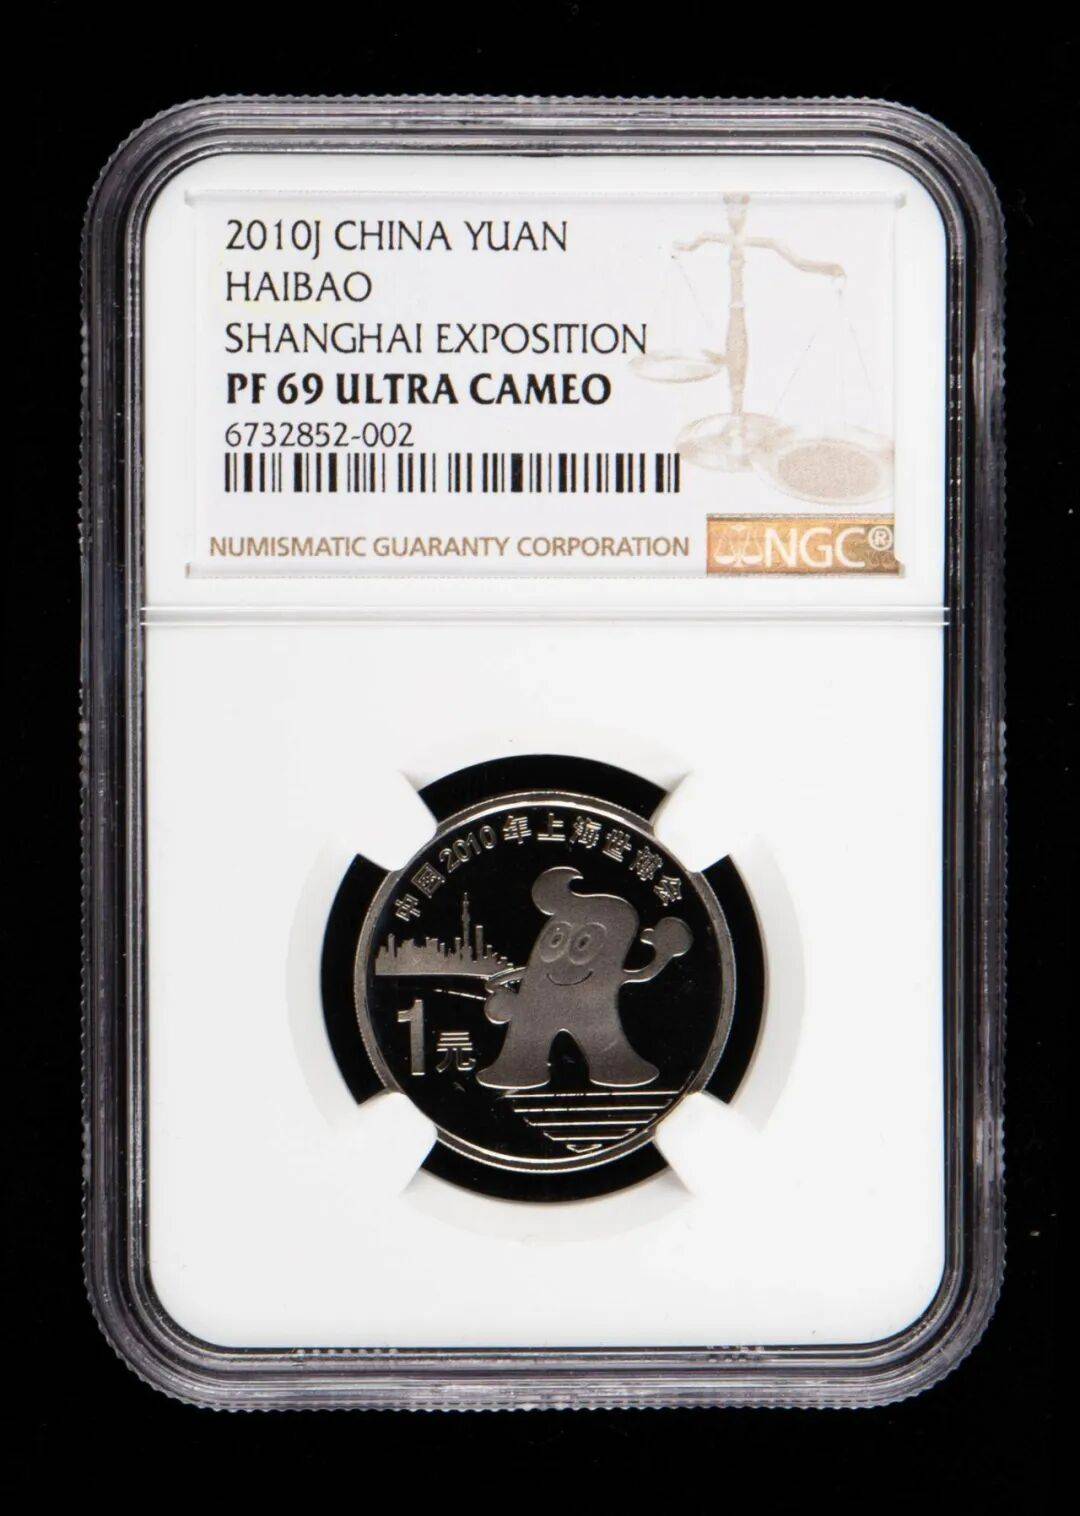 2010J CHINA YUAN
HAIBAO
SHANGHAI EXPOSITION
PF 69 ULTRA CAMEO
6732852-002
NUMISMATIC GUARANTY CORPORATION
NGC®
中国2010年上海世博会
1元